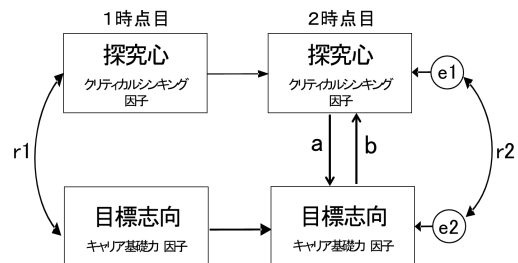 1時点目
2時点目
探究心
クリティカルシンキング
因子
探究心
クリティカルシンキング
因子
e1
r1
a
b
r2
目標志向
キャリア基礎力 因子
目標志向
キャリア基礎力 因子
e2